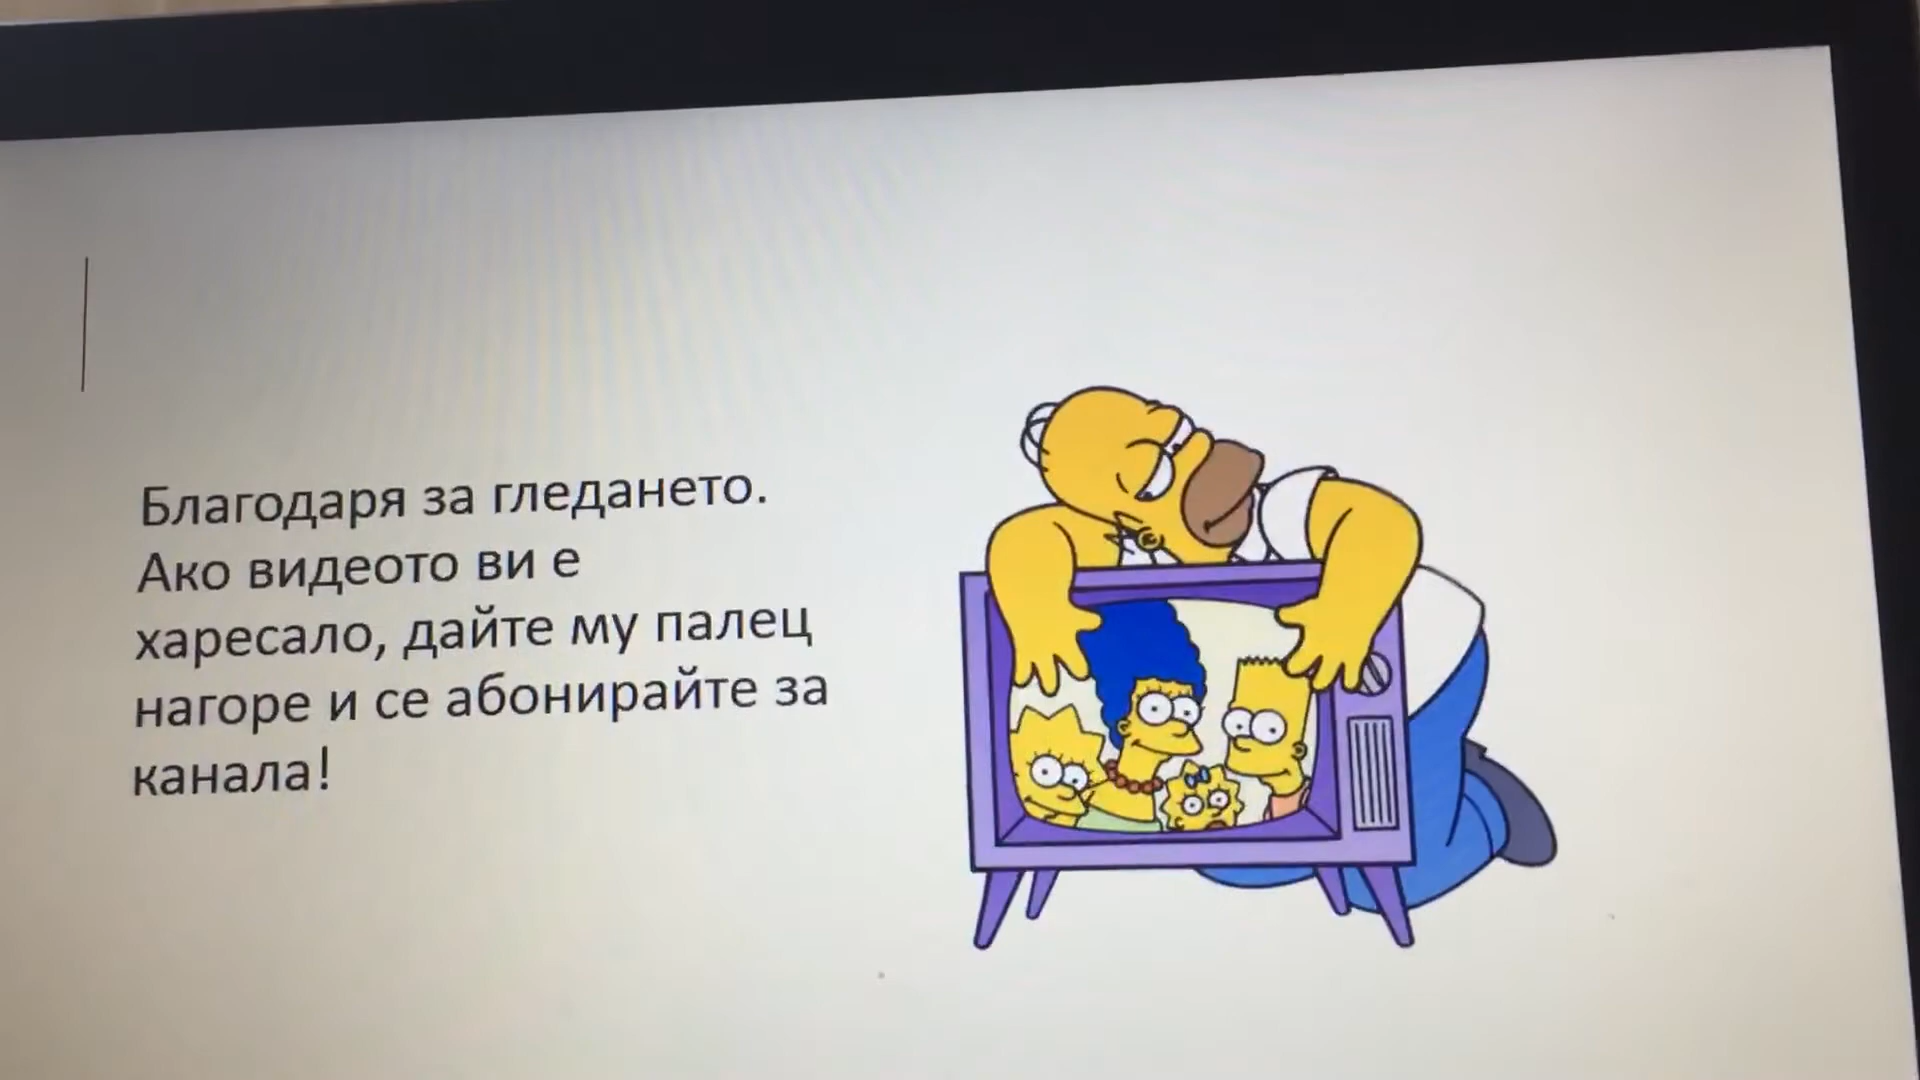 Благодаря за гледането.
Ако видеото ви е
харесало, дайте му палец
нагоре и се абонирайте за
канала!